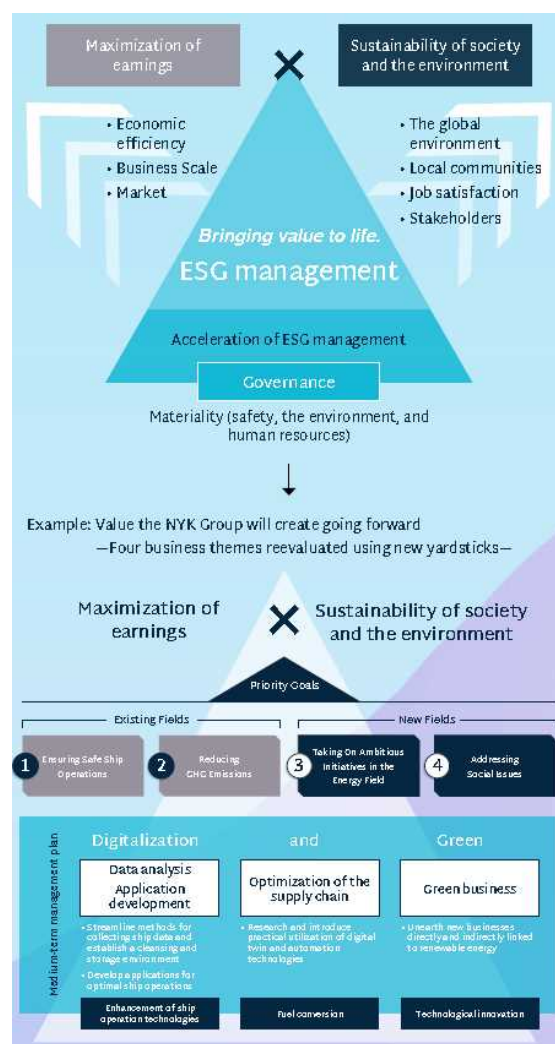 Maximization of
earnings
Sustainability of society
and the environment
• Economic
efficiency
• Business Scale
• Market
• The global
environment
• Local communities
• Job satisfaction
• Stakeholders
Bringing value to life.
ESG management
Acceleration of ESG management
Governance
Materiality (safety, the environment, and
human resources)
Example: Value the NYK Group will create going forward
—Four business themes reevaluated using new yardsticks—
Maximization of
earnings
Sustainability of society
and the environment
Priority Goals
Existing Fields
New Fields
1 Ensuring Safe Ship
Operations
2 Reducing
GHG Emissions
3 Taking On Ambitious
Initiatives in the
Energy Field
4 Addressing
Social Issues
Medium-term management plan
Digitalization and Green
Data analysis
Application
development
• Streamline methods for
collecting ship data and
establish a cleansing and
storage environment
• Develop applications for
optimal ship operations
Enhancement of ship
operation technologies
Optimization of the
supply chain
• Research and introduce
practical utilization of digital
twin and automation
technologies
Fuel conversion
Green business
• Unearth new businesses
directly and indirectly linked
to renewable energy
Technological innovation